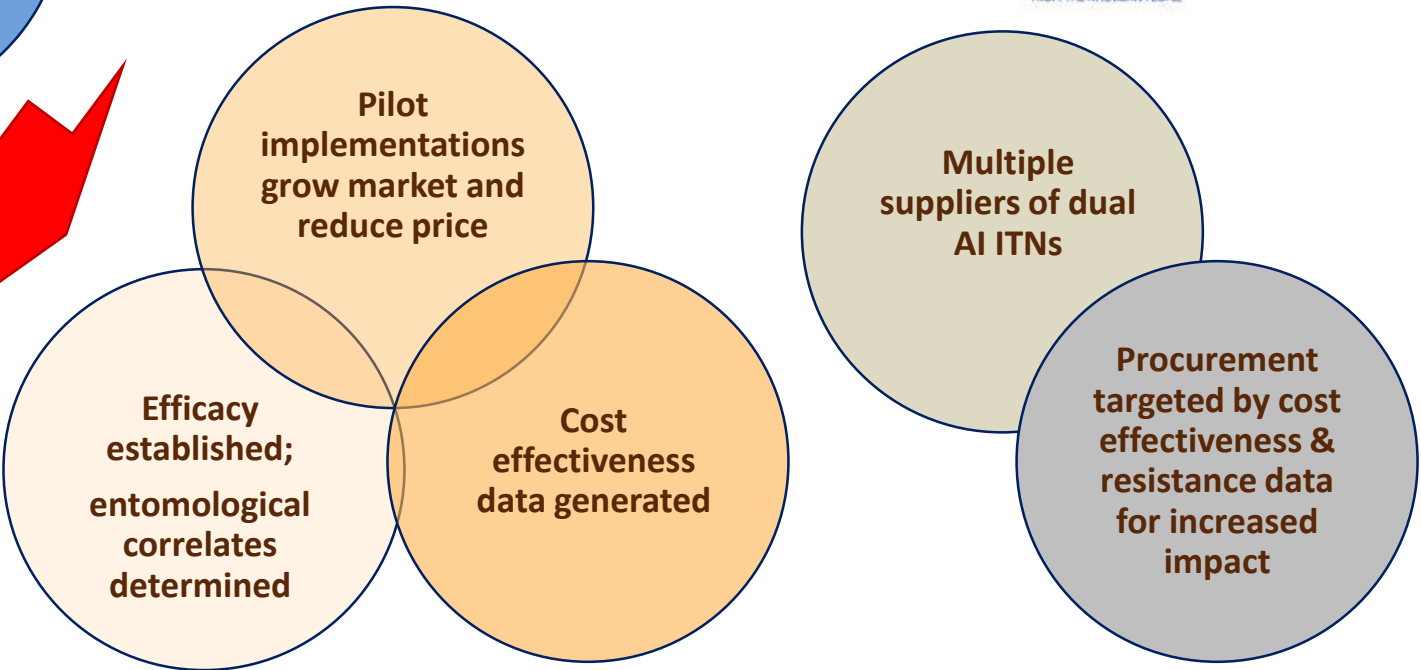 Pilot
implementations
grow market and
reduce price
Efficacy
established;
entomological
correlates
determined
Cost
effectiveness
data generated
Multiple
suppliers of dual
AI ITNs
Procurement
targeted by cost
effectiveness &
resistance data
for increased
impact